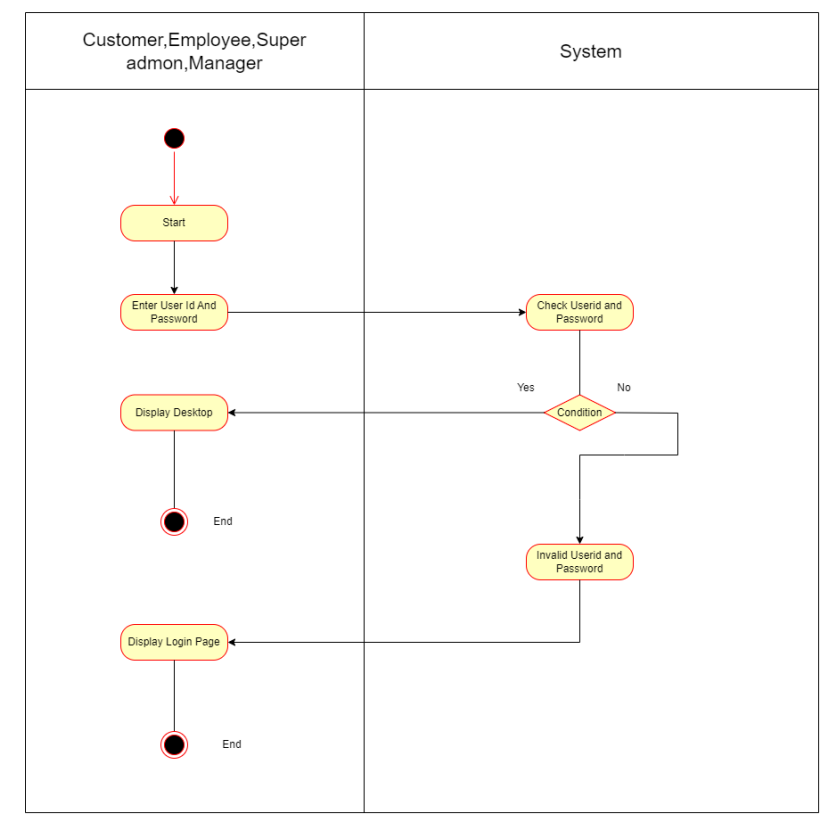 Customer,Employee,Super
admon,Manager
System
Start
Enter User Id And
Password
Check Userid and
Password
Yes
No
Display Desktop
Condition
End
Invalid Userid and
Password
Display Login Page
End